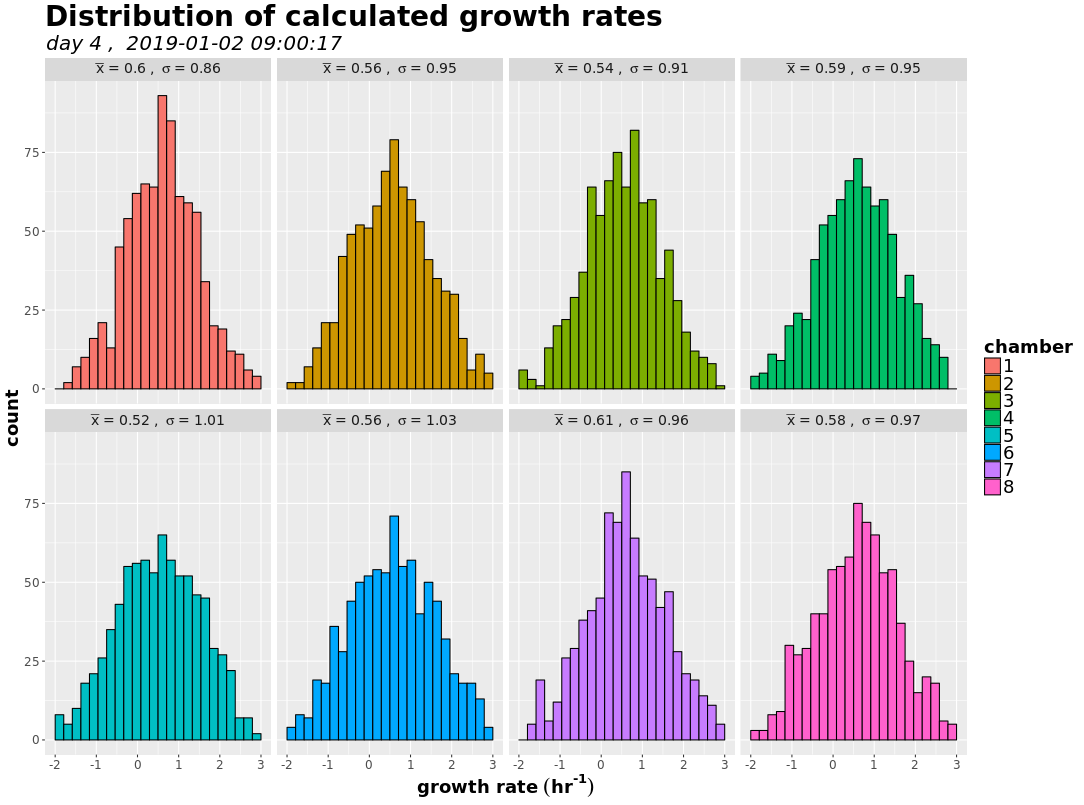 Distribution of calculated growth rates
day 4 ,  2019-01-02 09:00:17
x̅ = 0.6 ,  σ = 0.86
x̅ = 0.56 ,  σ = 0.95
x̅ = 0.54 ,  σ = 0.91
x̅ = 0.59 ,  σ = 0.95
75
50
25
0
x̅ = 0.52 ,  σ = 1.01
x̅ = 0.56 ,  σ = 1.03
x̅ = 0.61 ,  σ = 0.96
x̅ = 0.58 ,  σ = 0.97
75
50
25
0
-2 -1 0 1 2 3
-2 -1 0 1 2 3
-2 -1 0 1 2 3
-2 -1 0 1 2 3
count
growth rate (hr⁻¹)
chamber
1
2
3
4
5
6
7
8